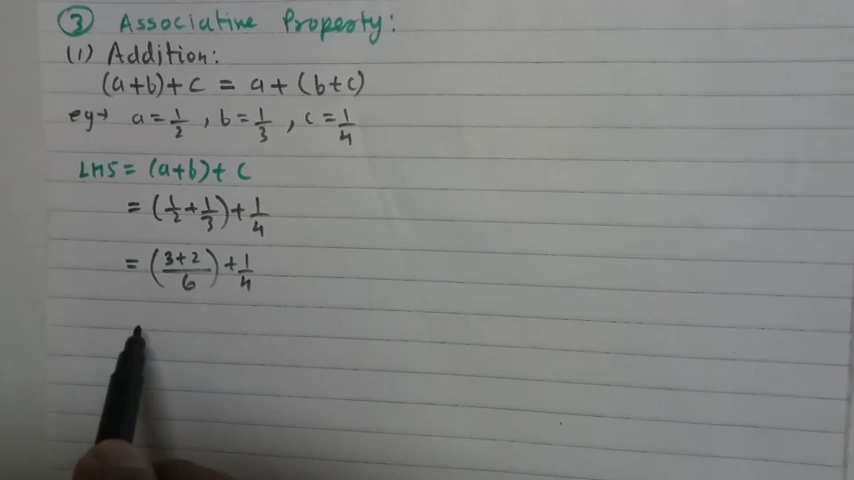 ③ Associative Property:
(1) Addition:
(a+b)+c = a+(b+c)
eg→ a=1/2, b=1/3, c=1/4
LHS = (a+b)+c
= (1/2+1/3)+1/4
= (3+2/6)+1/4